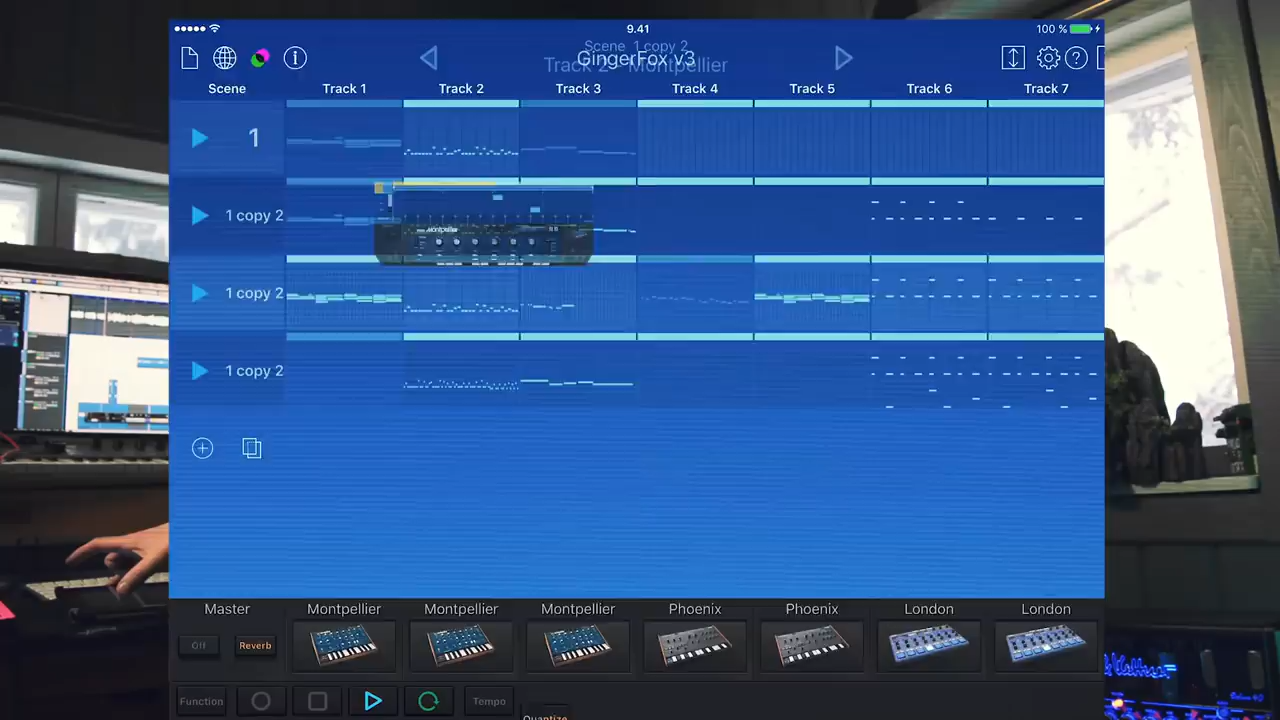 9.41
100 %
Scene 1 copy 2
GingerFox v3
Track 2 - Montpellier
Scene Track 1 Track 2 Track 3 Track 4 Track 5 Track 6 Track 7
1
1 copy 2
Montpellier
1 copy 2
1 copy 2
Master Montpellier Montpellier Montpellier Phoenix Phoenix London London
Off Reverb
Function Tempo
Quantize